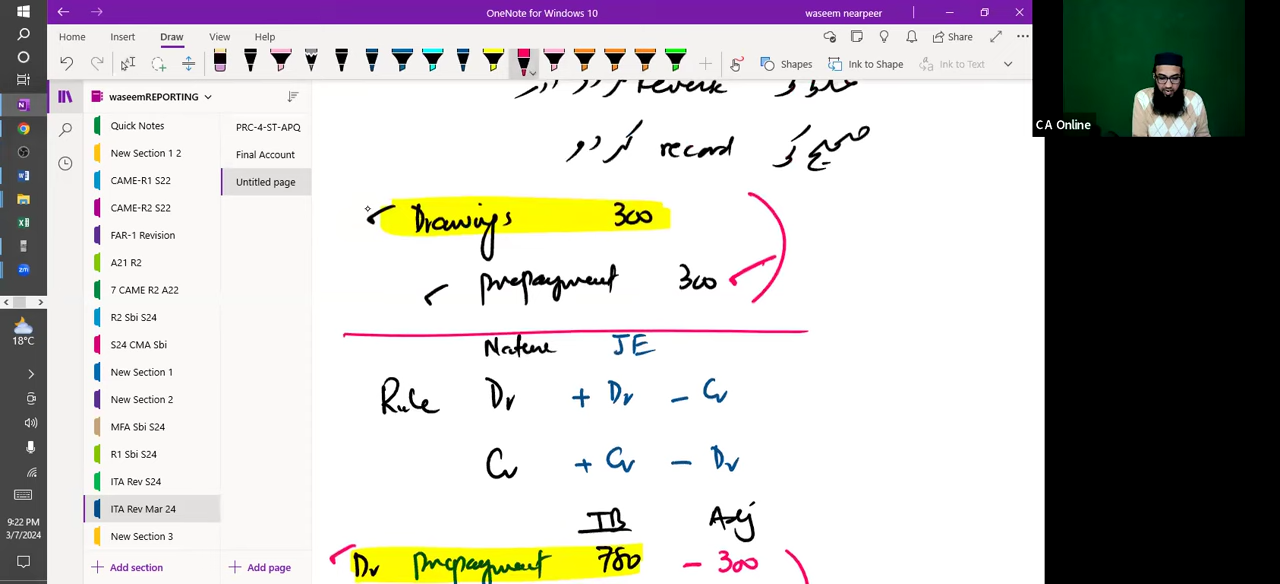 OneNote for Windows 10
waseem nearpeer
Home Insert Draw View Help
Share
Shapes
Ink to Shape
Ink to Text
waseemREPORTING
Quick Notes
New Section 1 2
CAME-R1 S22
CAME-R2 S22
FAR-1 Revision
A21 R2
7 CAME R2 A22
R2 Sbi S24
S24 CMA Sbi
New Section 1
New Section 2
MFA Sbi S24
R1 Sbi S24
ITA Rev S24
ITA Rev Mar 24
New Section 3
Add section
PRC-4-ST-APQ
Final Account
Untitled page
Add page
18°C
9:22 PM
3/7/2024
CA Online
reverse
صحیح کو record کر دو
Drawings 300
prepayment 300
Nature JE
Rule Dr + Dr - Cr
Cr + Cr - Dr
TB Adj
Dr prepayment 780 - 300